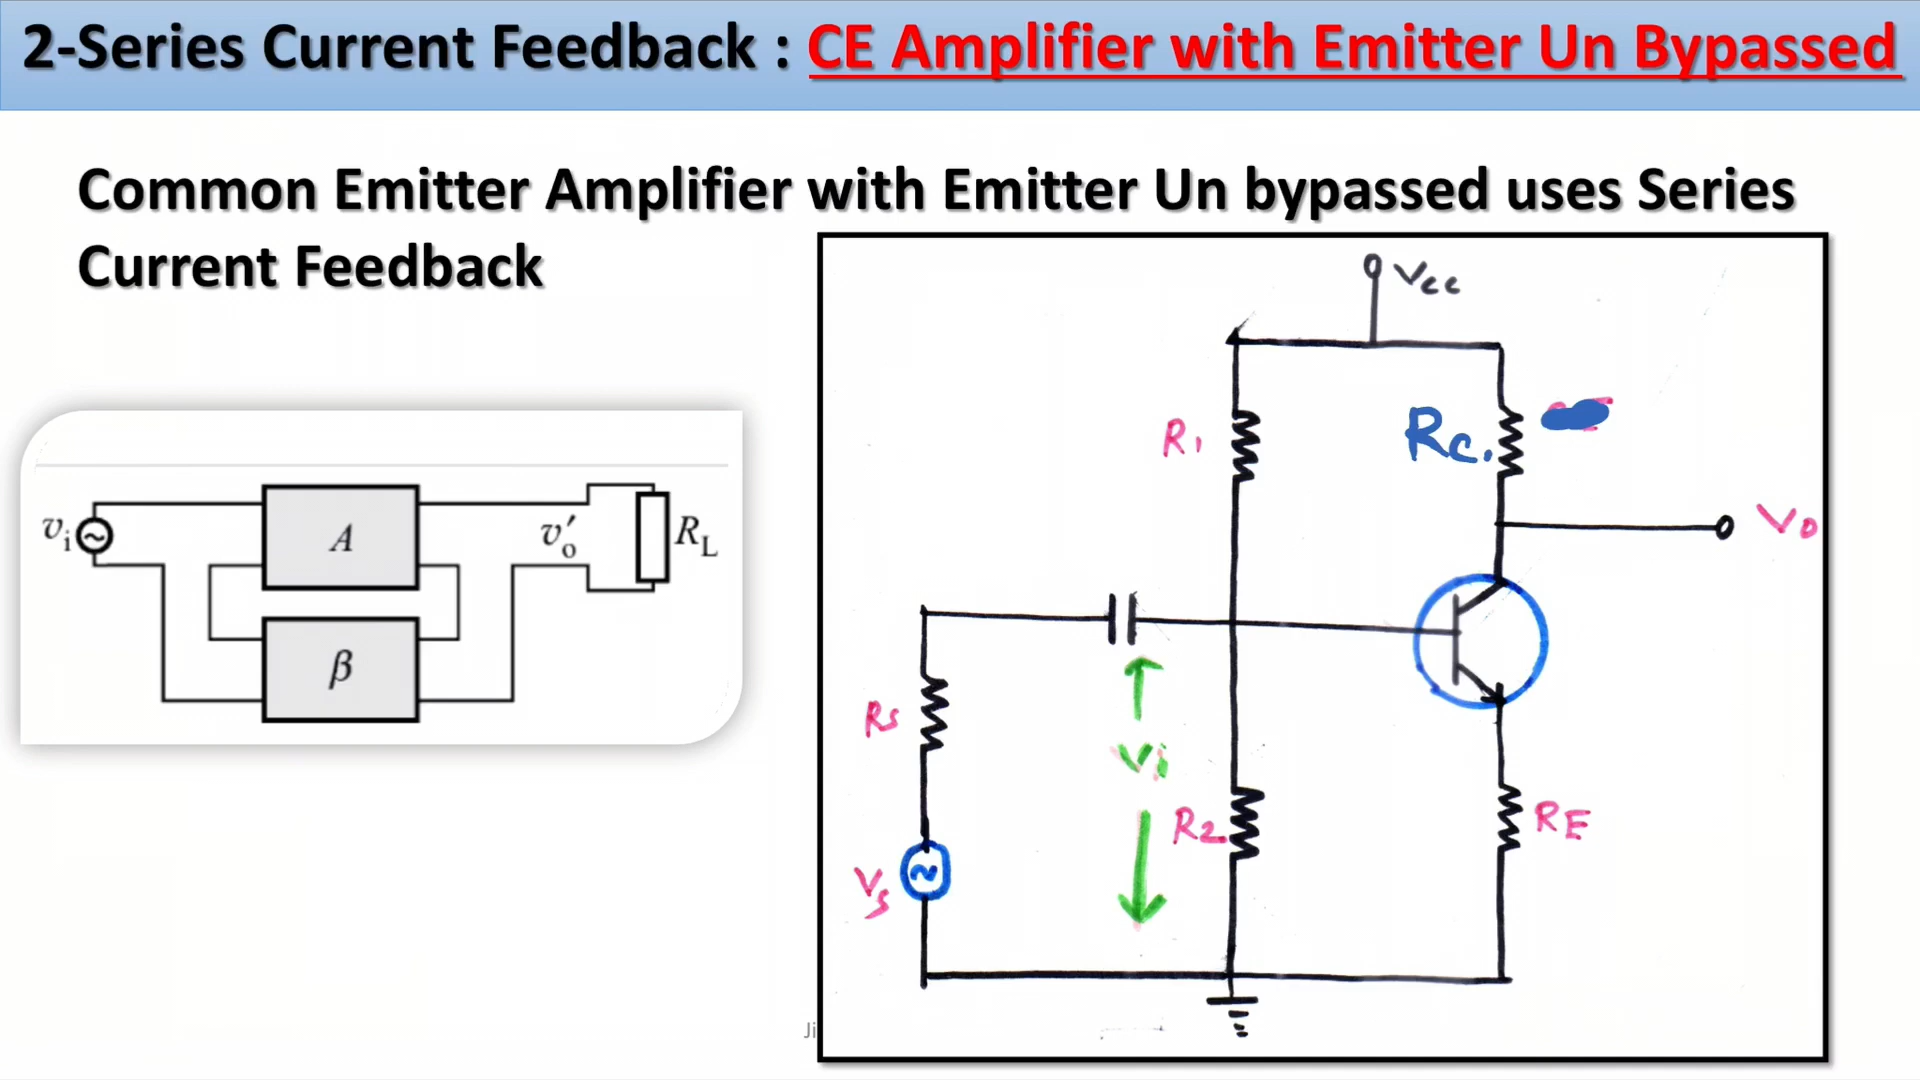 2-Series Current Feedback : CE Amplifier with Emitter Un Bypassed
Common Emitter Amplifier with Emitter Un bypassed uses Series
Current Feedback
vi
A
v'o
RL
β
Vcc
R1
Rc.
Vo
Rs
Vi
R2
RE
Vs
Ji